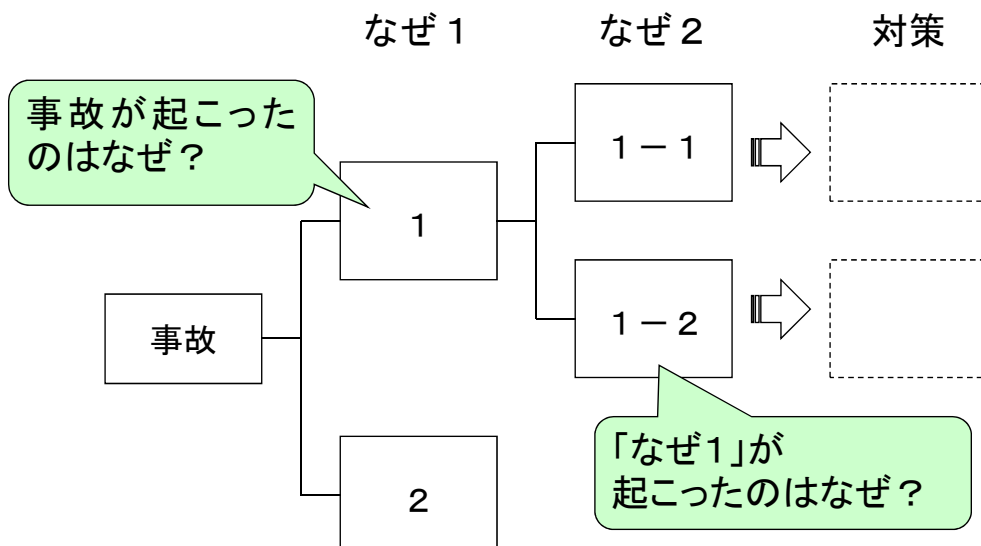 なぜ１ なぜ２ 対策
事故が起こった
のはなぜ？
１－１
１
１－２
事故
「なぜ１」が
起こったのはなぜ？
２